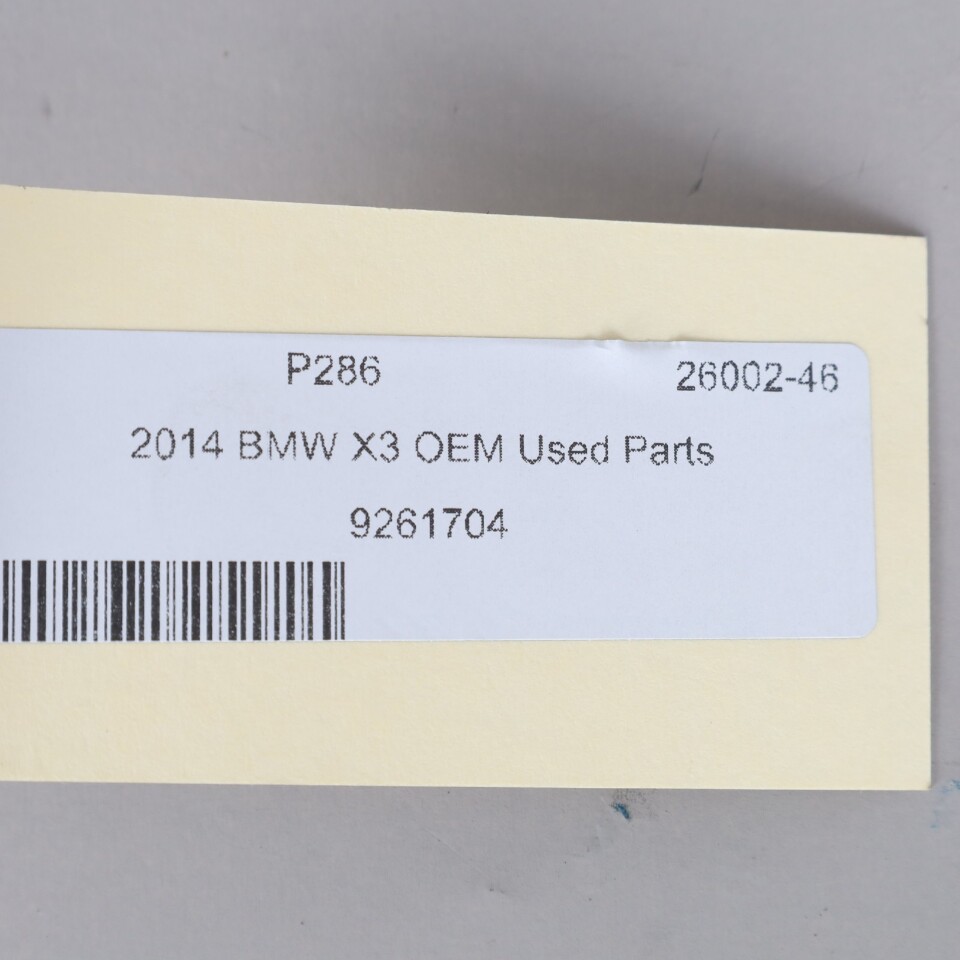 P286 26002-46
2014 BMW X3 OEM Used Parts
9261704